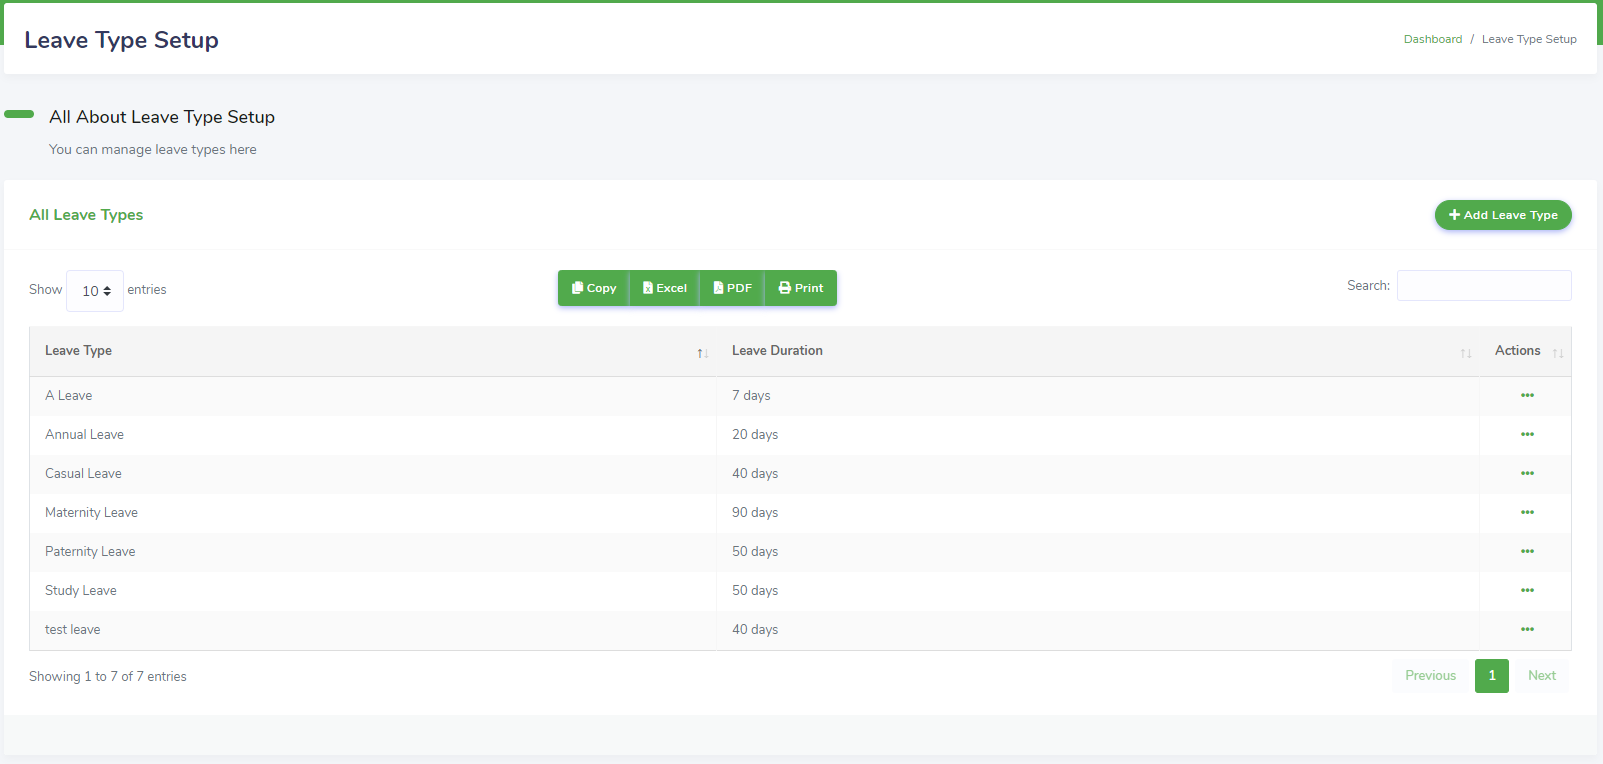 Leave Type Setup
Dashboard / Leave Type Setup
All About Leave Type Setup
You can manage leave types here
All Leave Types
Add Leave Type
Show 10 entries
Copy Excel PDF Print
Search:
Leave Type Leave Duration Actions
A Leave 7 days
Annual Leave 20 days
Casual Leave 40 days
Maternity Leave 90 days
Paternity Leave 50 days
Study Leave 50 days
test leave 40 days
Showing 1 to 7 of 7 entries
Previous 1 Next